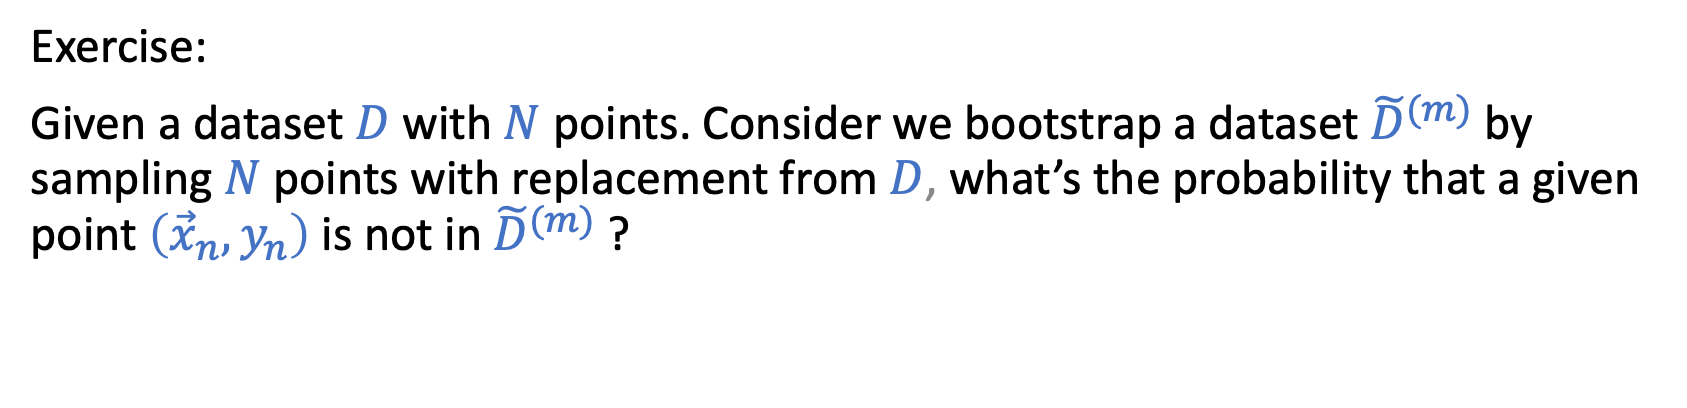 Exercise:
Given a dataset D with N points. Consider we bootstrap a dataset D̃⁽ᵐ⁾ by
sampling N points with replacement from D, what’s the probability that a given
point (x⃗ₙ, yₙ) is not in D̃⁽ᵐ⁾ ?